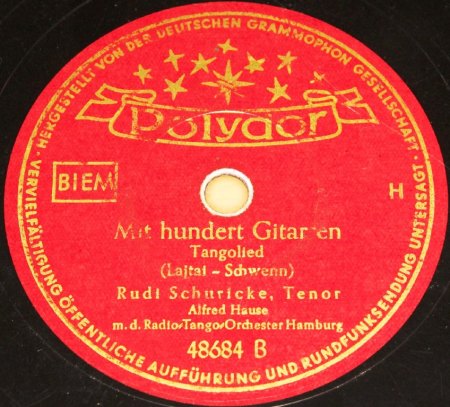 HERGESTELLT VON DER DEUTSCHEN GRAMMOPHON GESELLSCHAFT · VERVIELFÄLTIGUNG ÖFFENTLICHE AUFFÜHRUNG UND RUNDFUNKSENDUNG UNTERSAGT ·
Polydor
BIEM
H
Mit hundert Gitarren
Tangolied
(Lajtai - Schwenn)
Rudi Schuricke, Tenor
Alfred Hause
m. d. Radio-Tango-Orchester Hamburg
48684 B